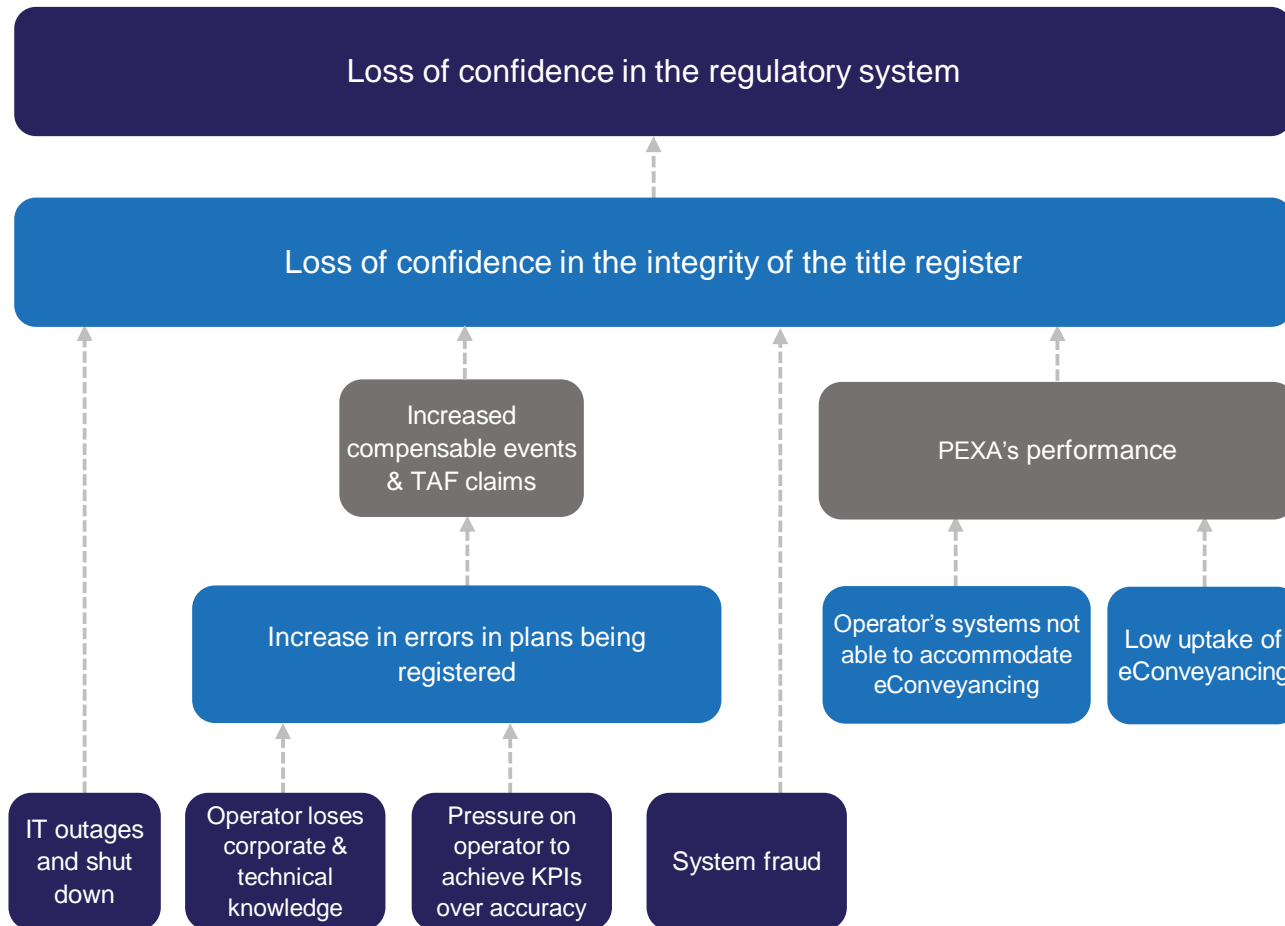 Loss of confidence in the regulatory system
Loss of confidence in the integrity of the title register
Increased
compensable events
& TAF claims
PEXA's performance
Increase in errors in plans being
registered
Operator's systems not
able to accommodate
eConveyancing
Low uptake of
eConveyancing
IT outages
and shut
down
Operator loses
corporate &
technical
knowledge
Pressure on
operator to
achieve KPIs
over accuracy
System fraud